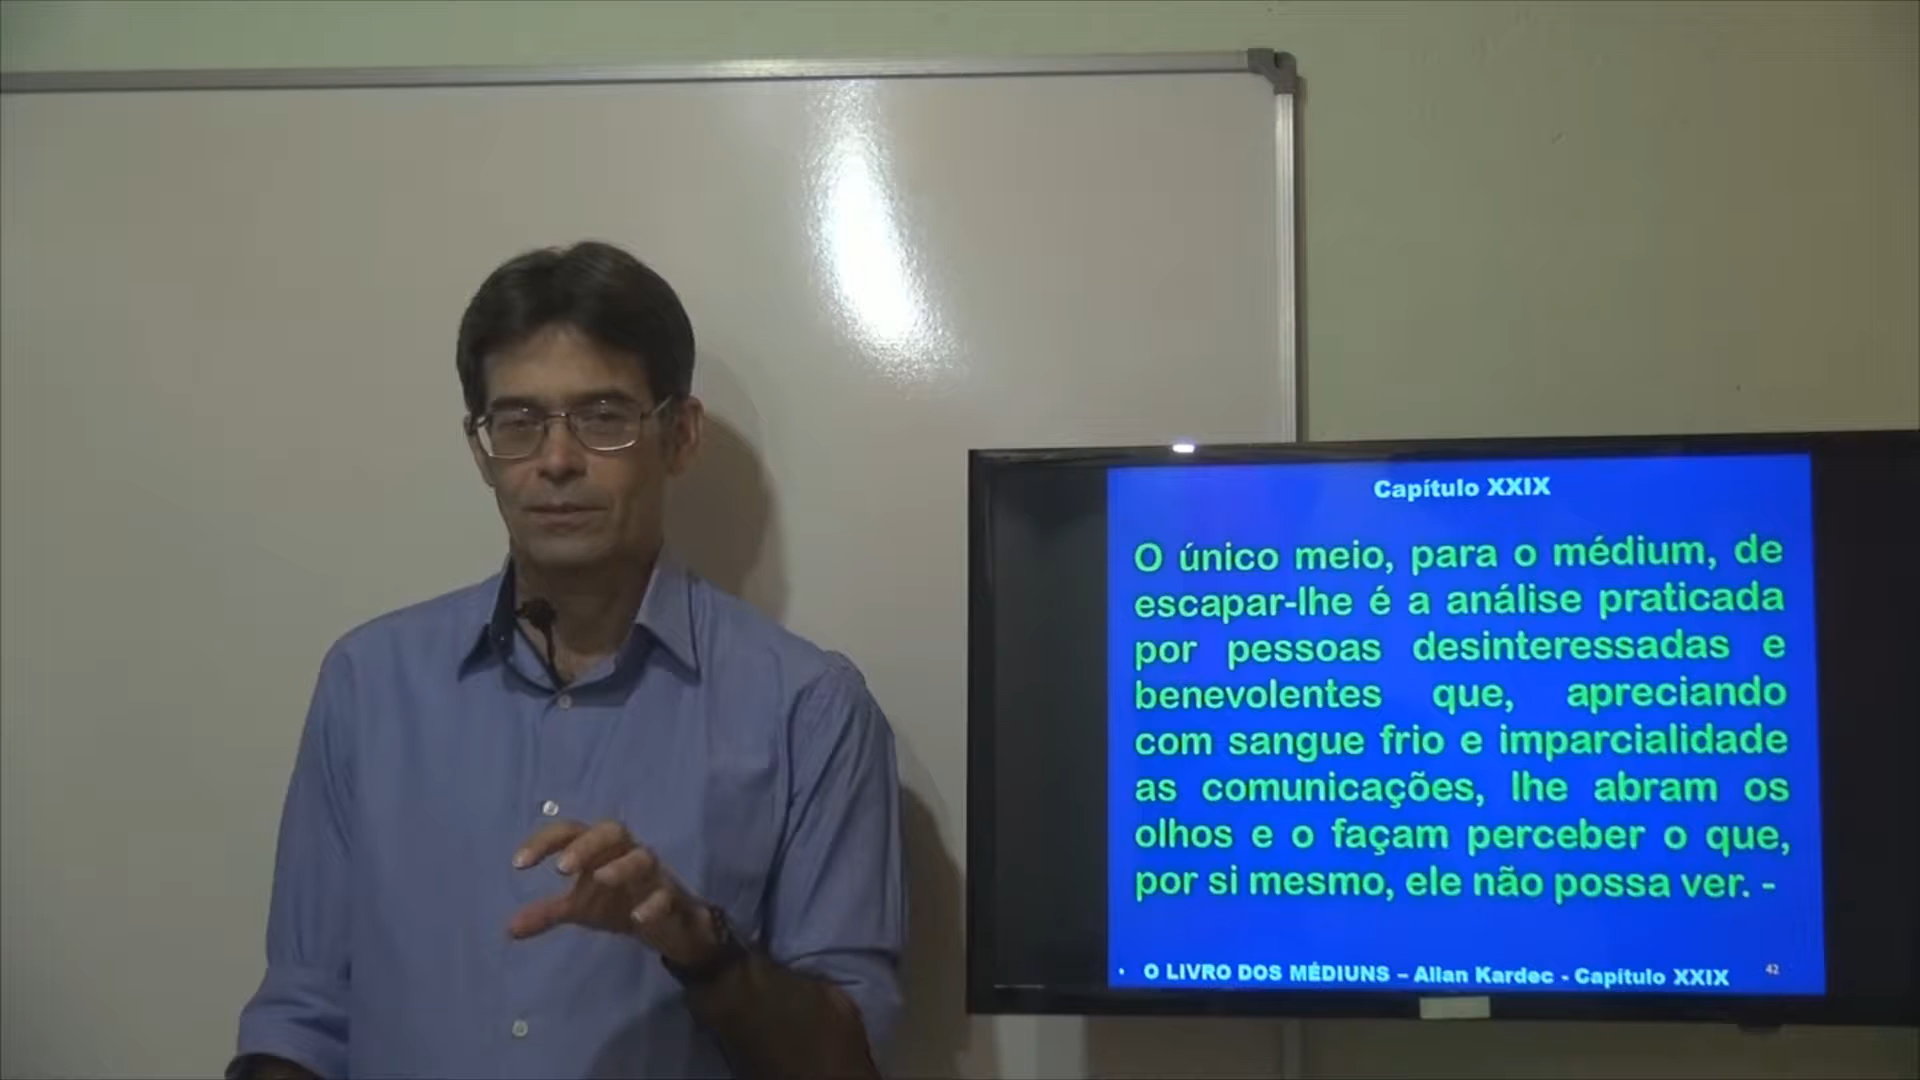 Capítulo XXIX
O único meio, para o médium, de
escapar-lhe é a análise praticada
por pessoas desinteressadas e
benevolentes que, apreciando
com sangue frio e imparcialidade
as comunicações, lhe abram os
olhos e o façam perceber o que,
por si mesmo, ele não possa ver. -
• O LIVRO DOS MÉDIUNS – Allan Kardec - Capítulo XXIX
42